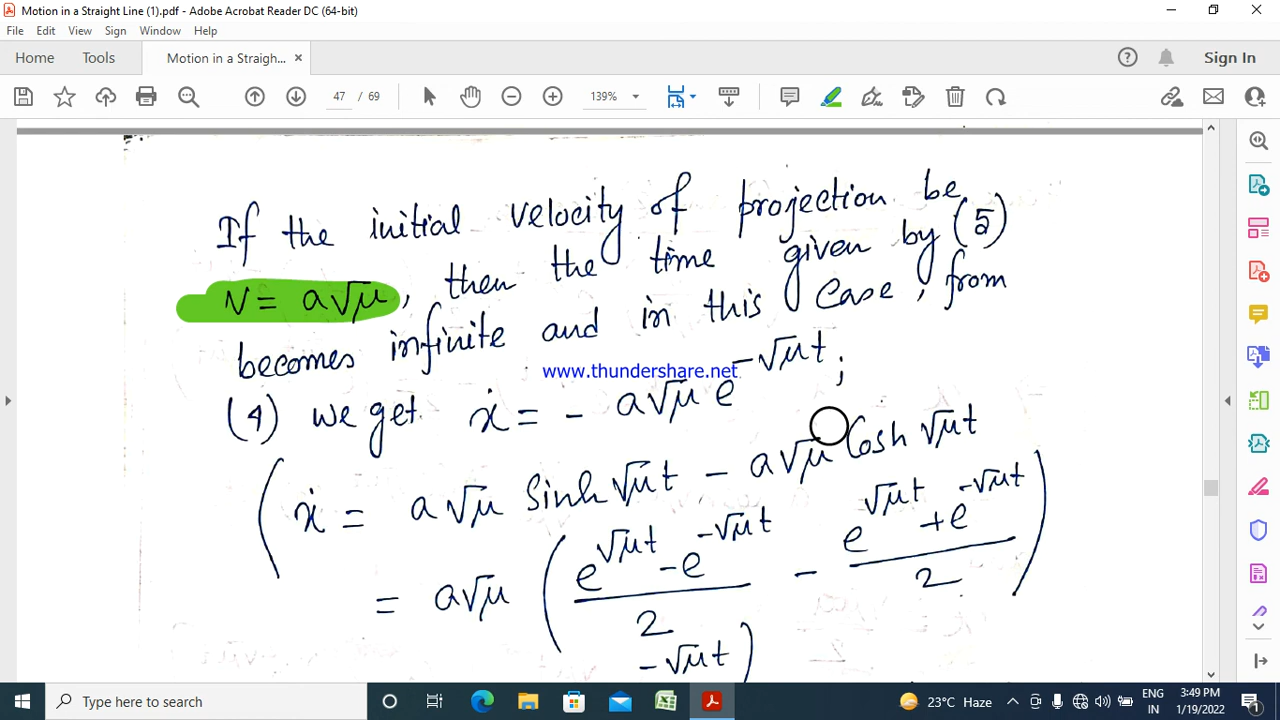 Motion in a Straight Line (1).pdf - Adobe Acrobat Reader DC (64-bit)
File Edit View Sign Window Help
Home Tools Motion in a Straigh... × Sign In
47 / 69 139%
If the initial velocity of projection be
V = a√μ, then the time given by (5)
becomes infinite and in this case, from
www.thundershare.net
(4) we get ẋ = - a√μ e^{-√μt};
(ẋ = a√μ Sinh √μt - a√μ Cosh √μt
= a√μ ( (e^{√μt} - e^{-√μt})/2 - (e^{√μt} + e^{-√μt})/2 )
-√μt )
Type here to search 23°C Haze ENG IN 3:49 PM 1/19/2022